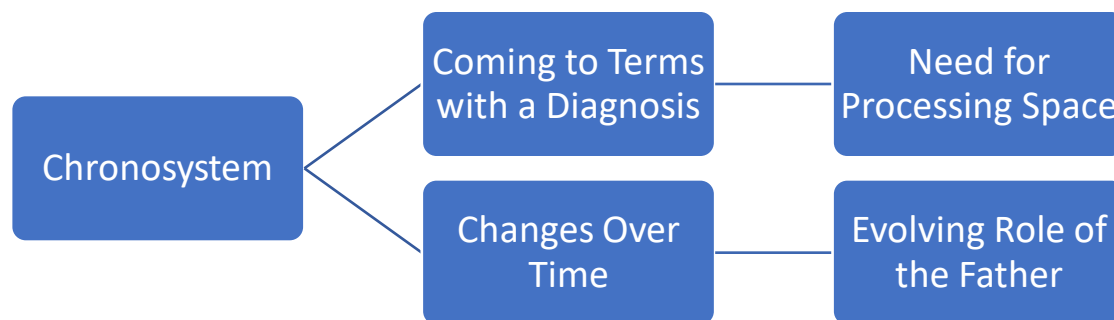 Chronosystem
Coming to Terms
with a Diagnosis
Need for
Processing Space
Changes Over
Time
Evolving Role of
the Father